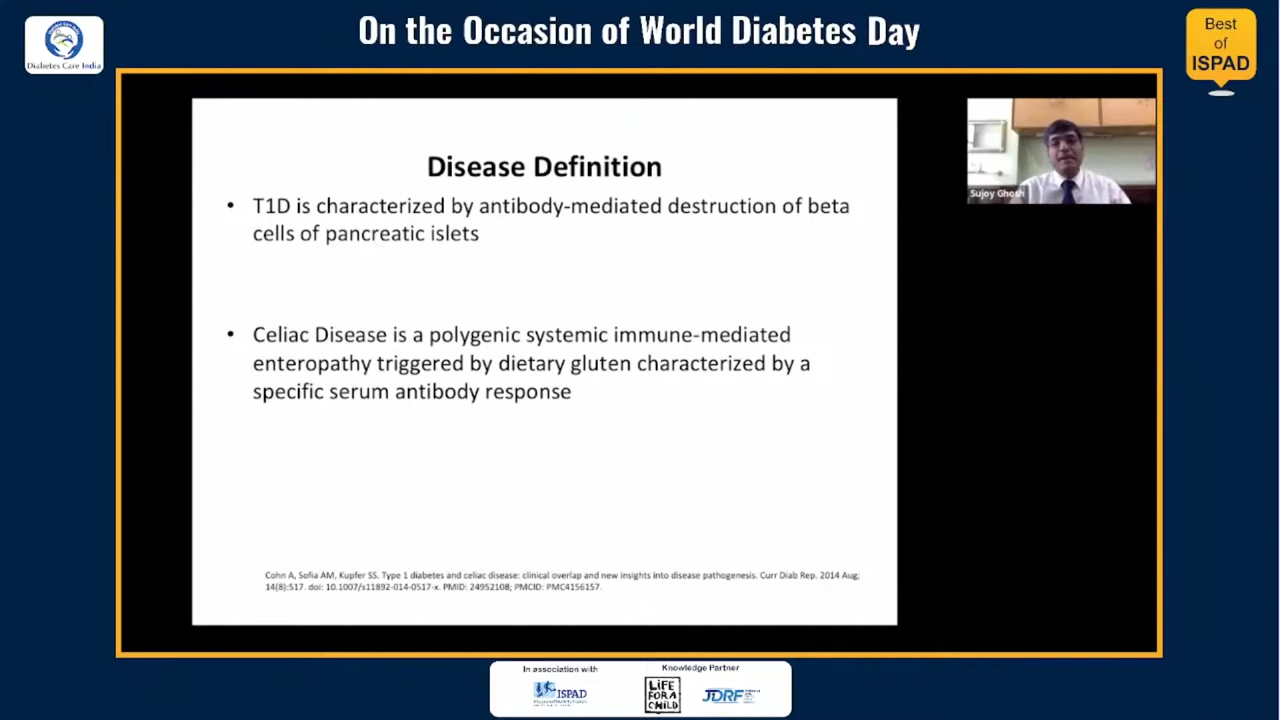 On the Occasion of World Diabetes Day
Diabetes Care India
Best
of
ISPAD
Disease Definition
• T1D is characterized by antibody-mediated destruction of beta
cells of pancreatic islets
• Celiac Disease is a polygenic systemic immune-mediated
enteropathy triggered by dietary gluten characterized by a
specific serum antibody response
Cohn A, Sofia AM, Kupfer SS. Type 1 diabetes and celiac disease: clinical overlap and new insights into disease pathogenesis. Curr Diab Rep. 2014 Aug;
14(8):517. doi: 10.1007/s11892-014-0517-x. PMID: 24952108; PMCID: PMC4156157.
Sujoy Ghosh
In association with
ISPAD
Knowledge Partner
LIFE
FOR A
CHILD
JDRF